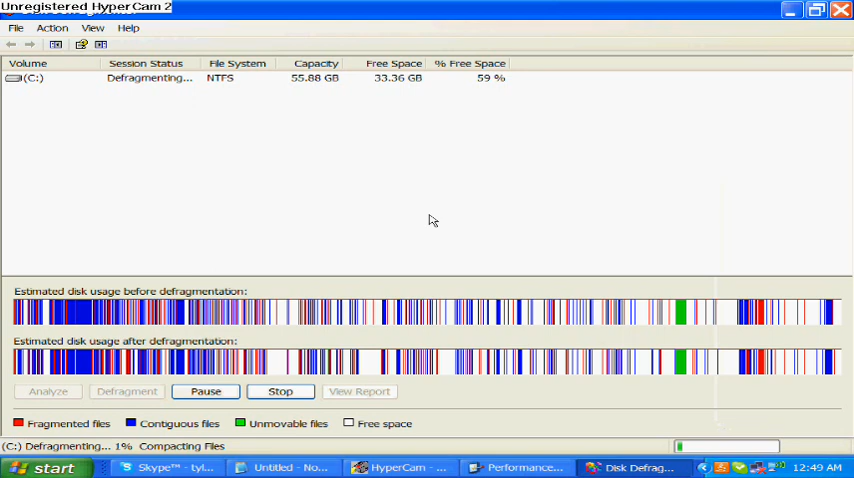 Unregistered HyperCam 2
File Action View Help
Volume Session Status File System Capacity Free Space % Free Space
(C:) Defragmenting... NTFS 55.88 GB 33.36 GB 59 %
Estimated disk usage before defragmentation:
Estimated disk usage after defragmentation:
Analyze Defragment Pause Stop View Report
Fragmented files Contiguous files Unmovable files Free space
(C:) Defragmenting... 1% Compacting Files
start Skype™ - tyl... Untitled - No... HyperCam - ... Performance... Disk Defrag... 12:49 AM